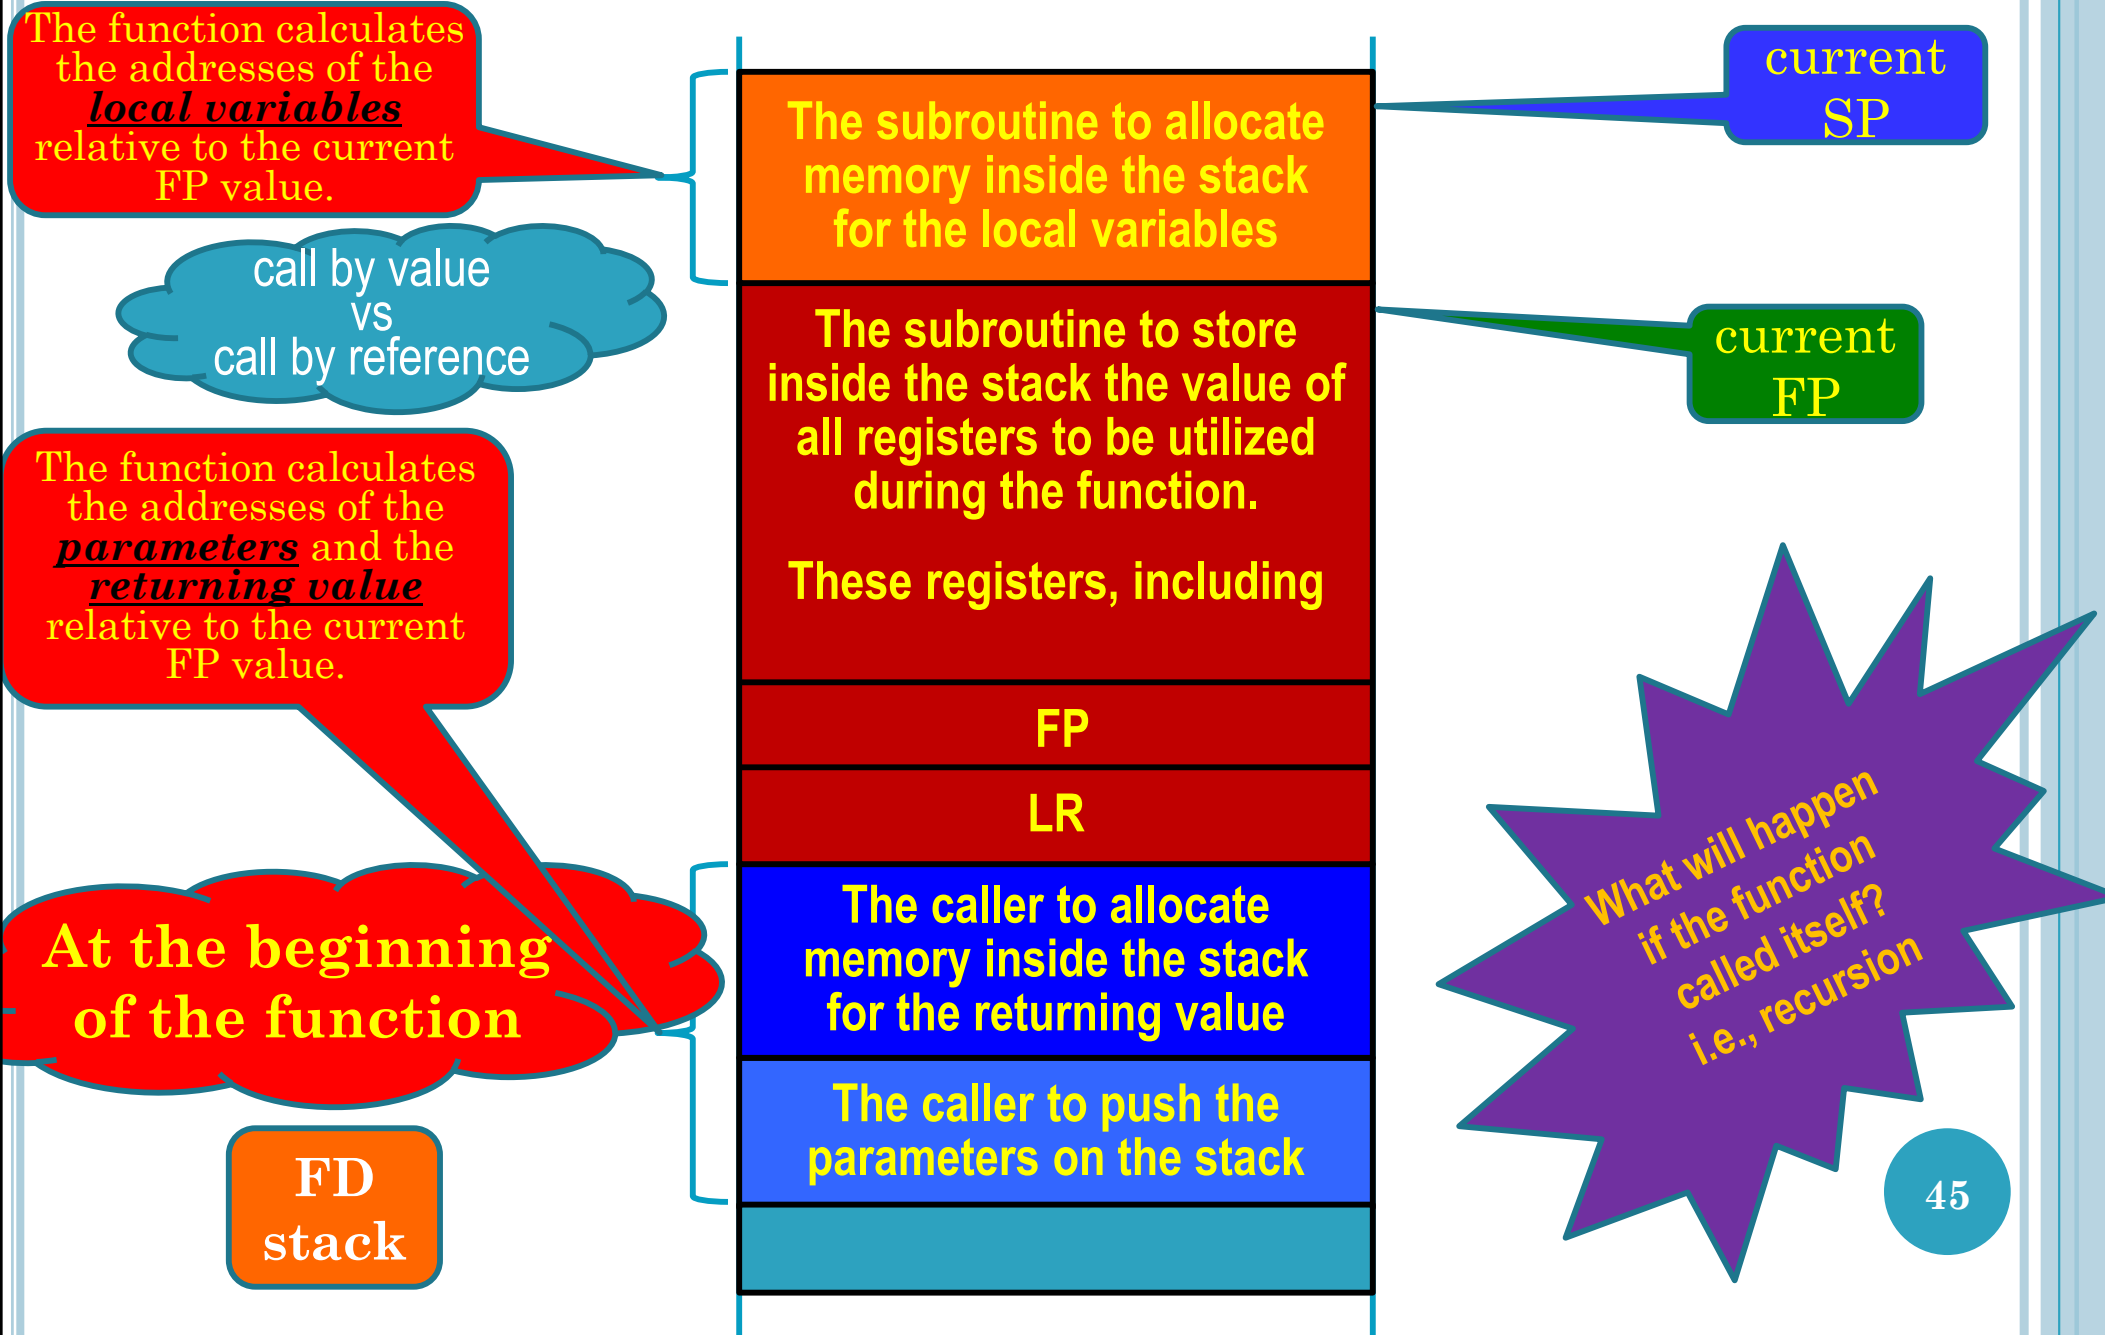 The function calculates
the addresses of the
local variables
relative to the current
FP value.
call by value
vs
call by reference
The function calculates
the addresses of the
parameters and the
returning value
relative to the current
FP value.
At the beginning
of the function
FD
stack
The subroutine to allocate
memory inside the stack
for the local variables
The subroutine to store
inside the stack the value of
all registers to be utilized
during the function.
These registers, including
FP
LR
The caller to allocate
memory inside the stack
for the returning value
The caller to push the
parameters on the stack
current
SP
current
FP
What will happen
if the function
called itself?
i.e., recursion
45